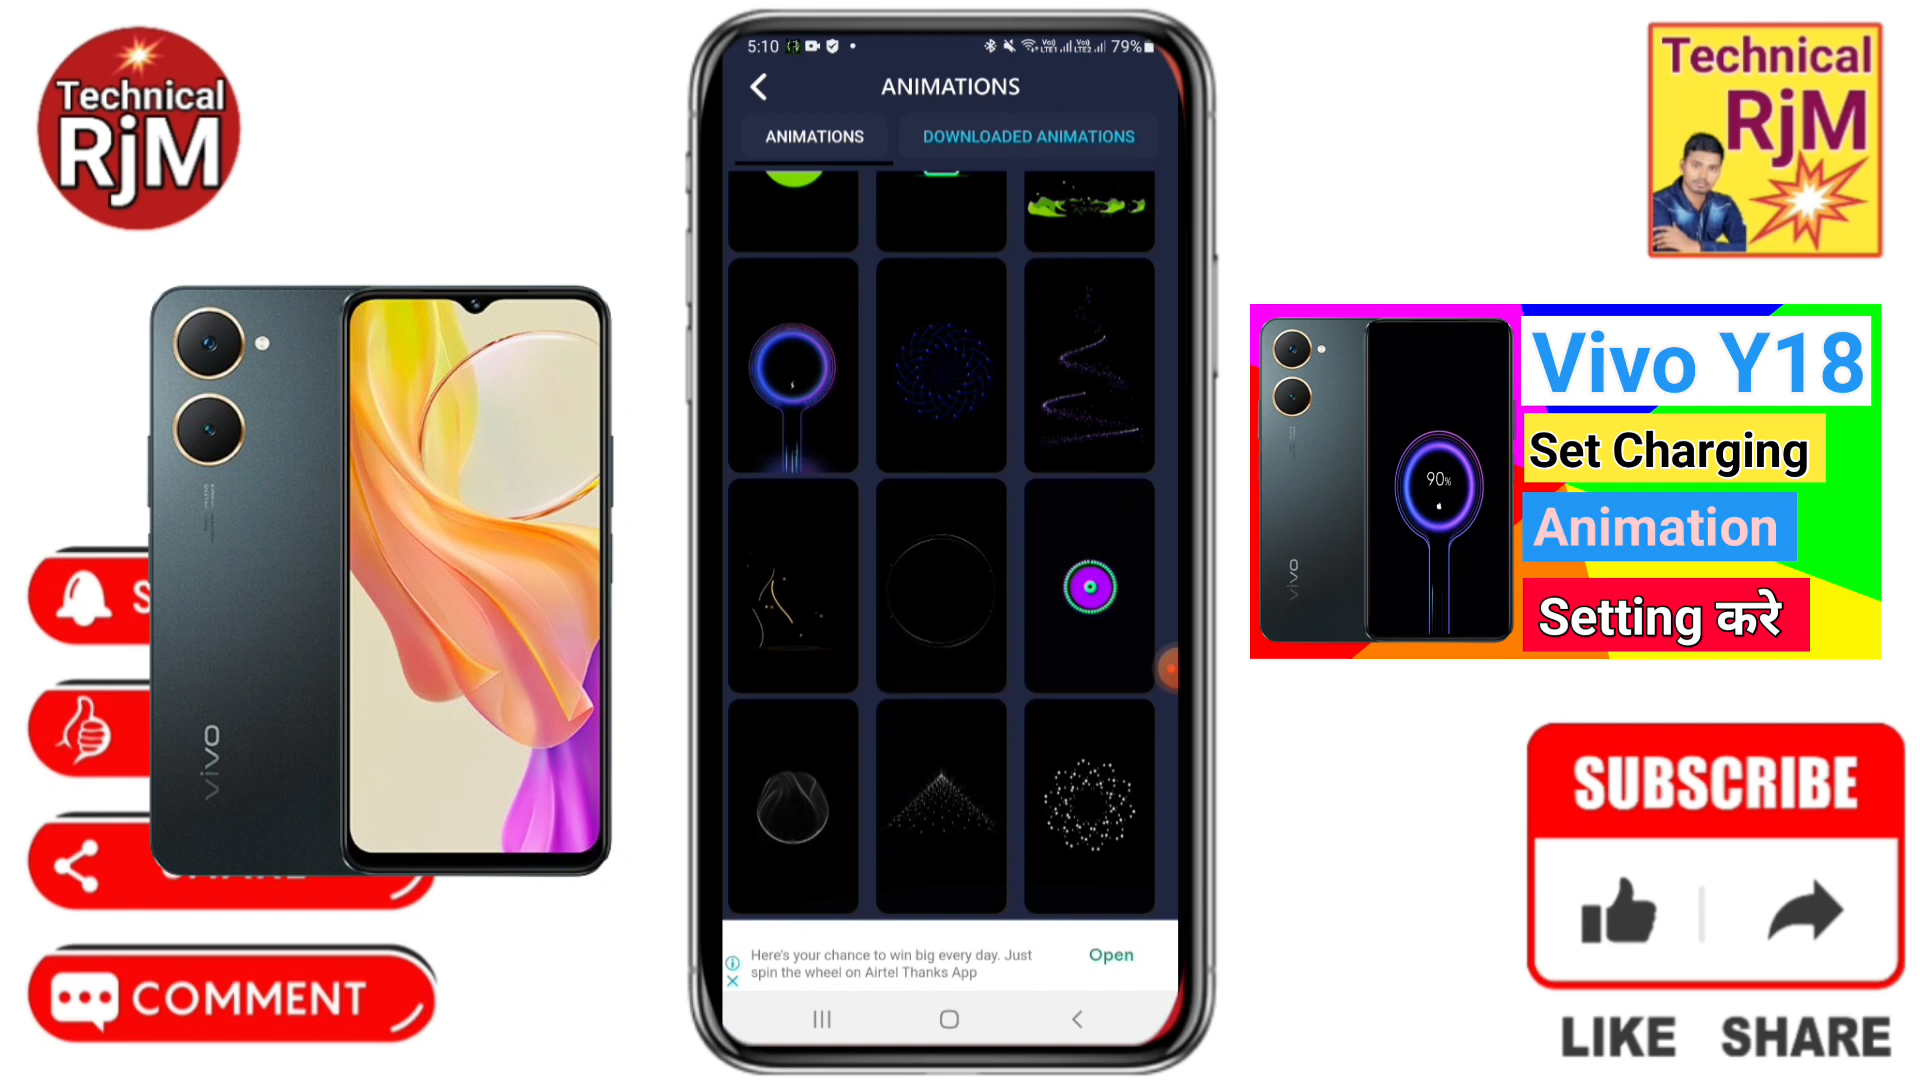 Technical
RjM
S
vivo
COMMENT
5:10
79%
ANIMATIONS
ANIMATIONS
DOWNLOADED ANIMATIONS
Here's your chance to win big every day. Just
spin the wheel on Airtel Thanks App
Open
Technical
RjM
vivo
90%
Vivo Y18
Set Charging
Animation
Setting करे
SUBSCRIBE
LIKE SHARE